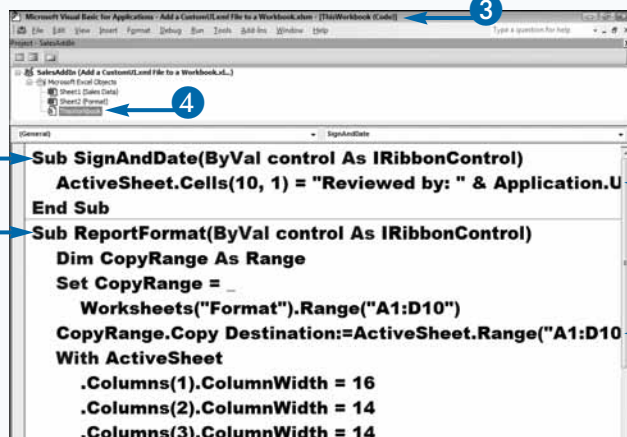 Microsoft Visual Basic for Applications - Add a CustomUI.xml File to a Workbook.xlsm - [ThisWorkbook (Code)]
3
File Edit View Insert Format Debug Run Tools Add-Ins Window Help
Type a question for help
Project - SalesAddIn
SalesAddIn (Add a CustomUI.xml File to a Workbook.xl...)
Microsoft Excel Objects
Sheet1 (Sales Data)
Sheet2 (Format)
ThisWorkbook
4
(General) SignAndDate
Sub SignAndDate(ByVal control As IRibbonControl)
ActiveSheet.Cells(10, 1) = "Reviewed by: " & Application.U
End Sub
Sub ReportFormat(ByVal control As IRibbonControl)
Dim CopyRange As Range
Set CopyRange = _
Worksheets("Format").Range("A1:D10")
CopyRange.Copy Destination:=ActiveSheet.Range("A1:D10
With ActiveSheet
.Columns(1).ColumnWidth = 16
.Columns(2).ColumnWidth = 14
.Columns(3).ColumnWidth = 14